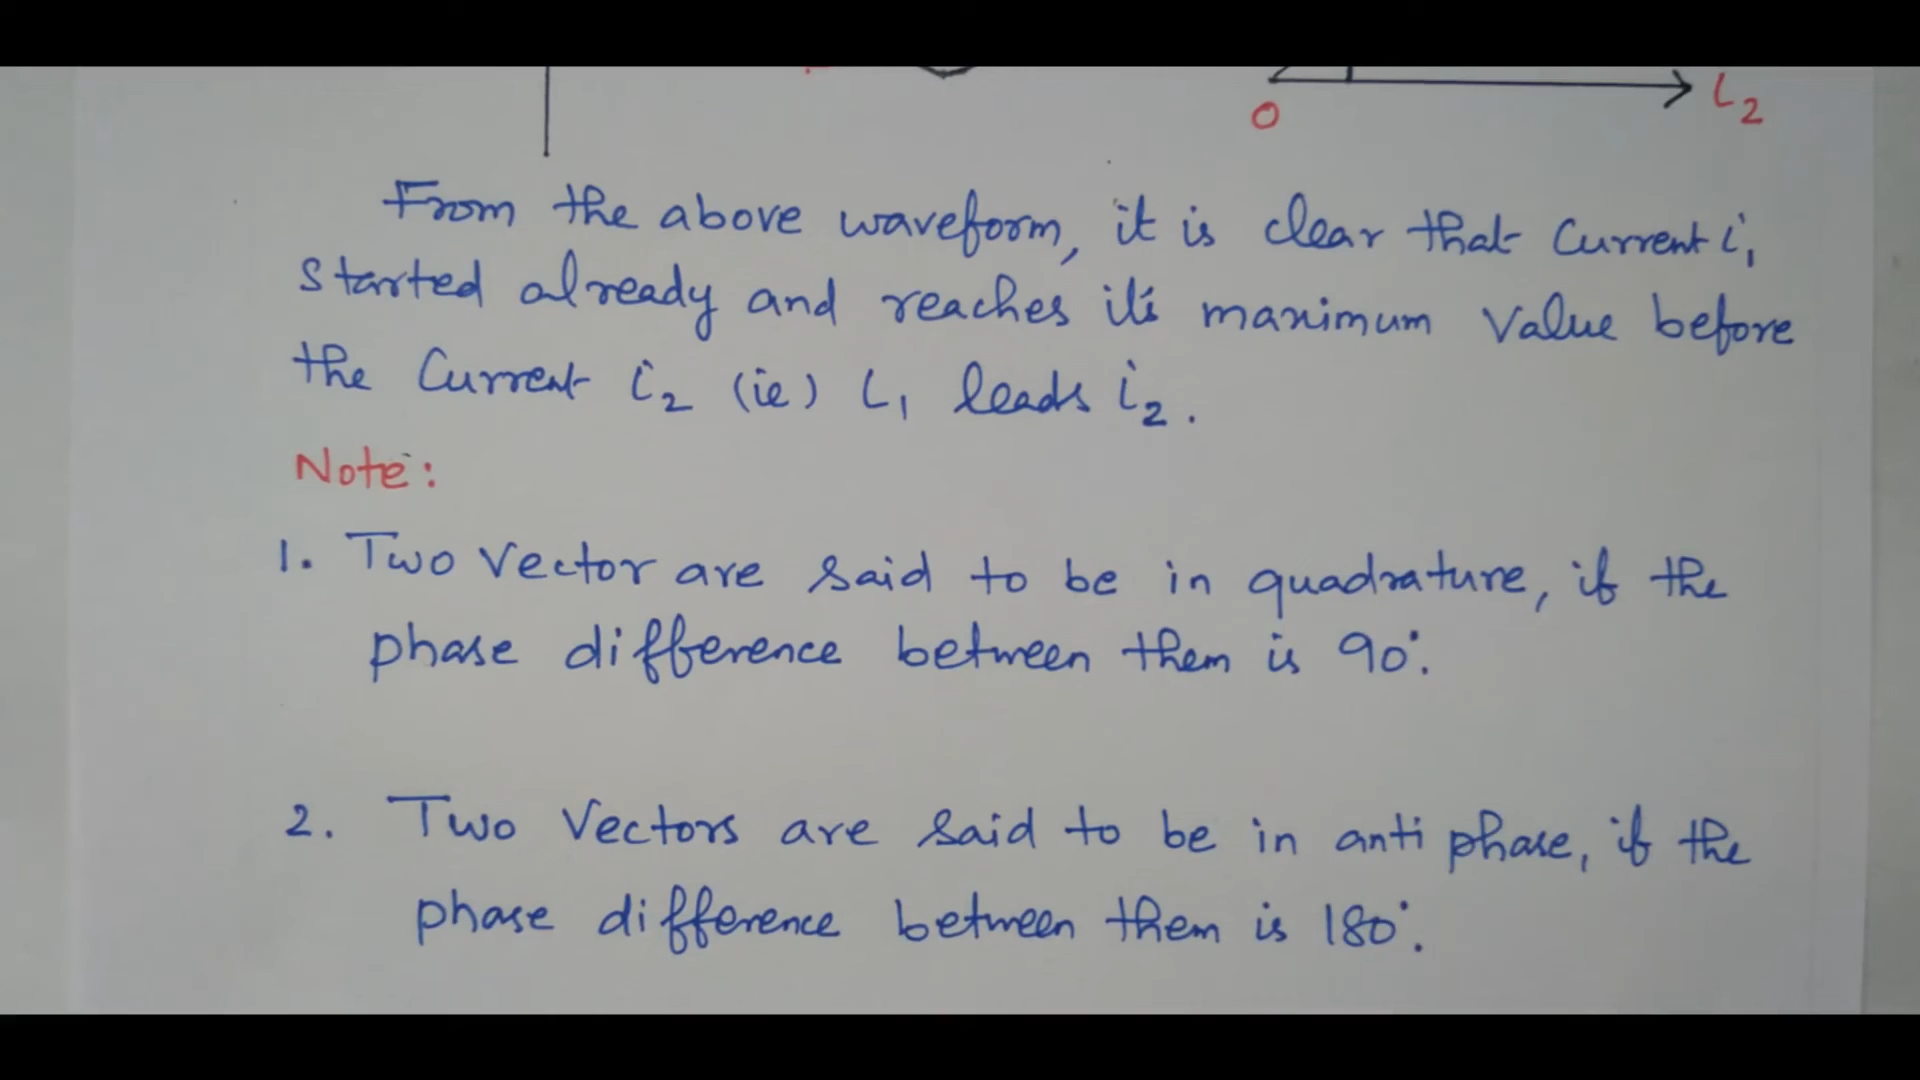 i2
O
From the above waveform, it is clear that Current i1
started already and reaches it's maximum value before
the Current i2 (ie) i1 leads i2.
Note:
1. Two Vector are said to be in quadrature, if the
phase difference between them is 90°.
2. Two Vectors are said to be in anti phase, if the
phase difference between them is 180°.